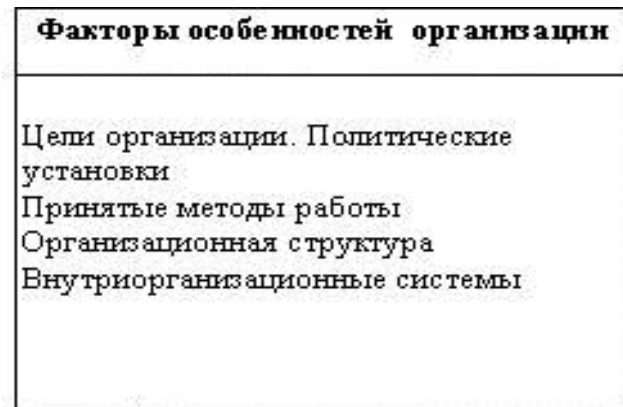 Факторы особенностей организации
Цели организации. Политические
установки
Принятые методы работы
Организационная структура
Внутриорганизационные системы